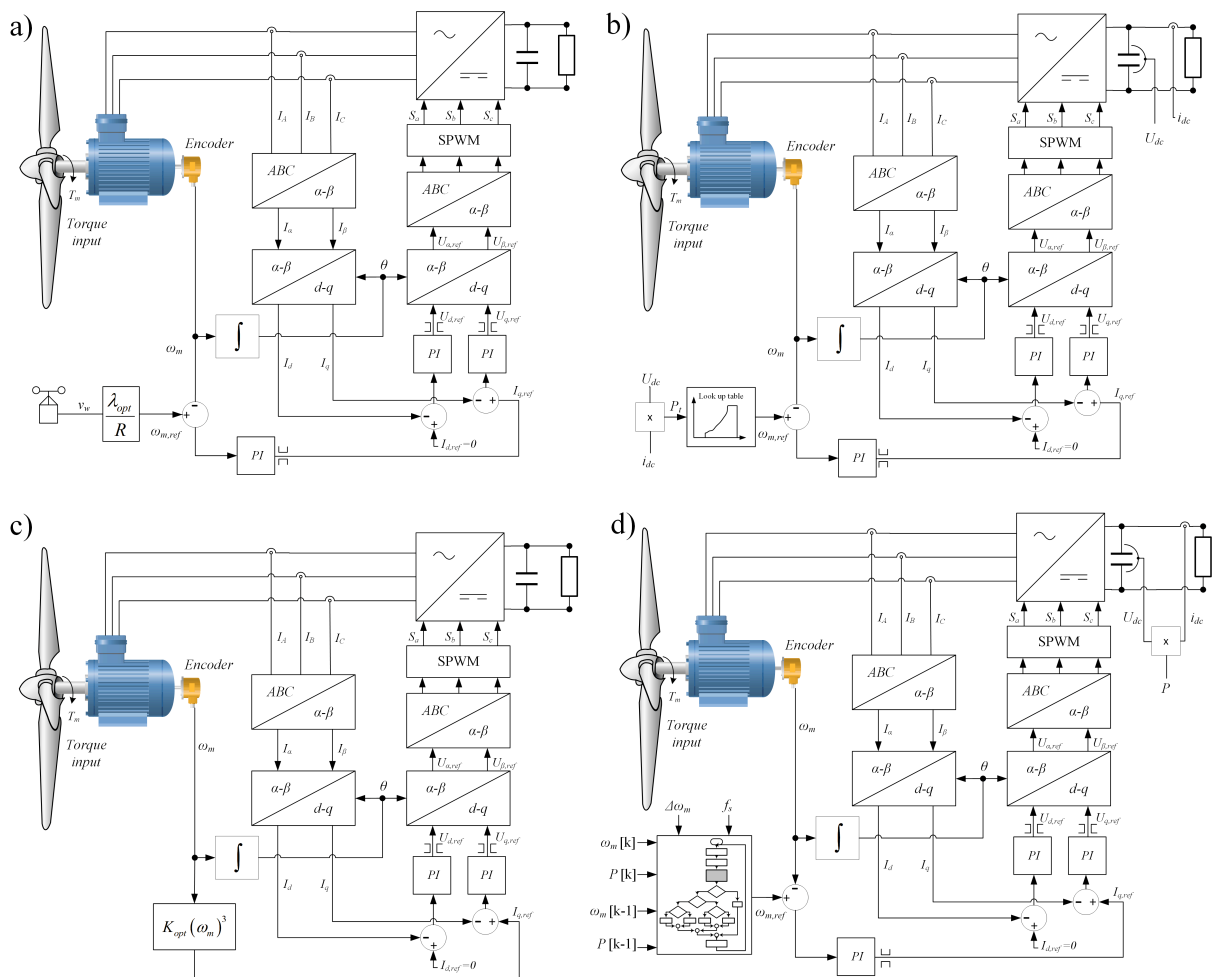 a)
I_A
I_B
I_C
S_a
S_b
S_c
SPWM
Encoder
T_m
Torque
input
ABC
α-β
ABC
α-β
I_α
I_β
U_α,ref
U_β,ref
α-β
d-q
θ
α-β
d-q
U_d,ref
U_q,ref
ω_m
∫
PI
PI
I_d
I_q
I_q,ref
v_w
λ_opt
R
ω_m,ref
+
-
-
+
-
+
I_d,ref=0
PI
b)
I_A
I_B
I_C
S_a
S_b
S_c
U_dc
i_dc
SPWM
Encoder
T_m
Torque
input
ABC
α-β
ABC
α-β
I_α
I_β
U_α,ref
U_β,ref
α-β
d-q
θ
α-β
d-q
U_d,ref
U_q,ref
ω_m
∫
PI
PI
I_d
I_q
I_q,ref
U_dc
x
i_dc
P_t
Look up table
ω_m,ref
+
-
-
+
-
+
I_d,ref=0
PI
c)
I_A
I_B
I_C
S_a
S_b
S_c
SPWM
Encoder
T_m
Torque
input
ABC
α-β
ABC
α-β
I_α
I_β
U_α,ref
U_β,ref
ω_m
α-β
d-q
θ
α-β
d-q
U_d,ref
U_q,ref
∫
PI
PI
I_d
I_q
I_q,ref
K_opt(ω_m)^3
-
+
-
+
I_d,ref=0
d)
I_A
I_B
I_C
S_a
S_b
S_c
U_dc
i_dc
x
P
SPWM
Encoder
T_m
Torque
input
ABC
α-β
ABC
α-β
I_α
I_β
U_α,ref
U_β,ref
ω_m
α-β
d-q
θ
α-β
d-q
U_d,ref
U_q,ref
Δω_m
f_s
ω_m [k]
P [k]
ω_m [k-1]
P [k-1]
∫
PI
PI
I_d
I_q
I_q,ref
ω_m,ref
+
-
-
+
-
+
I_d,ref=0
PI